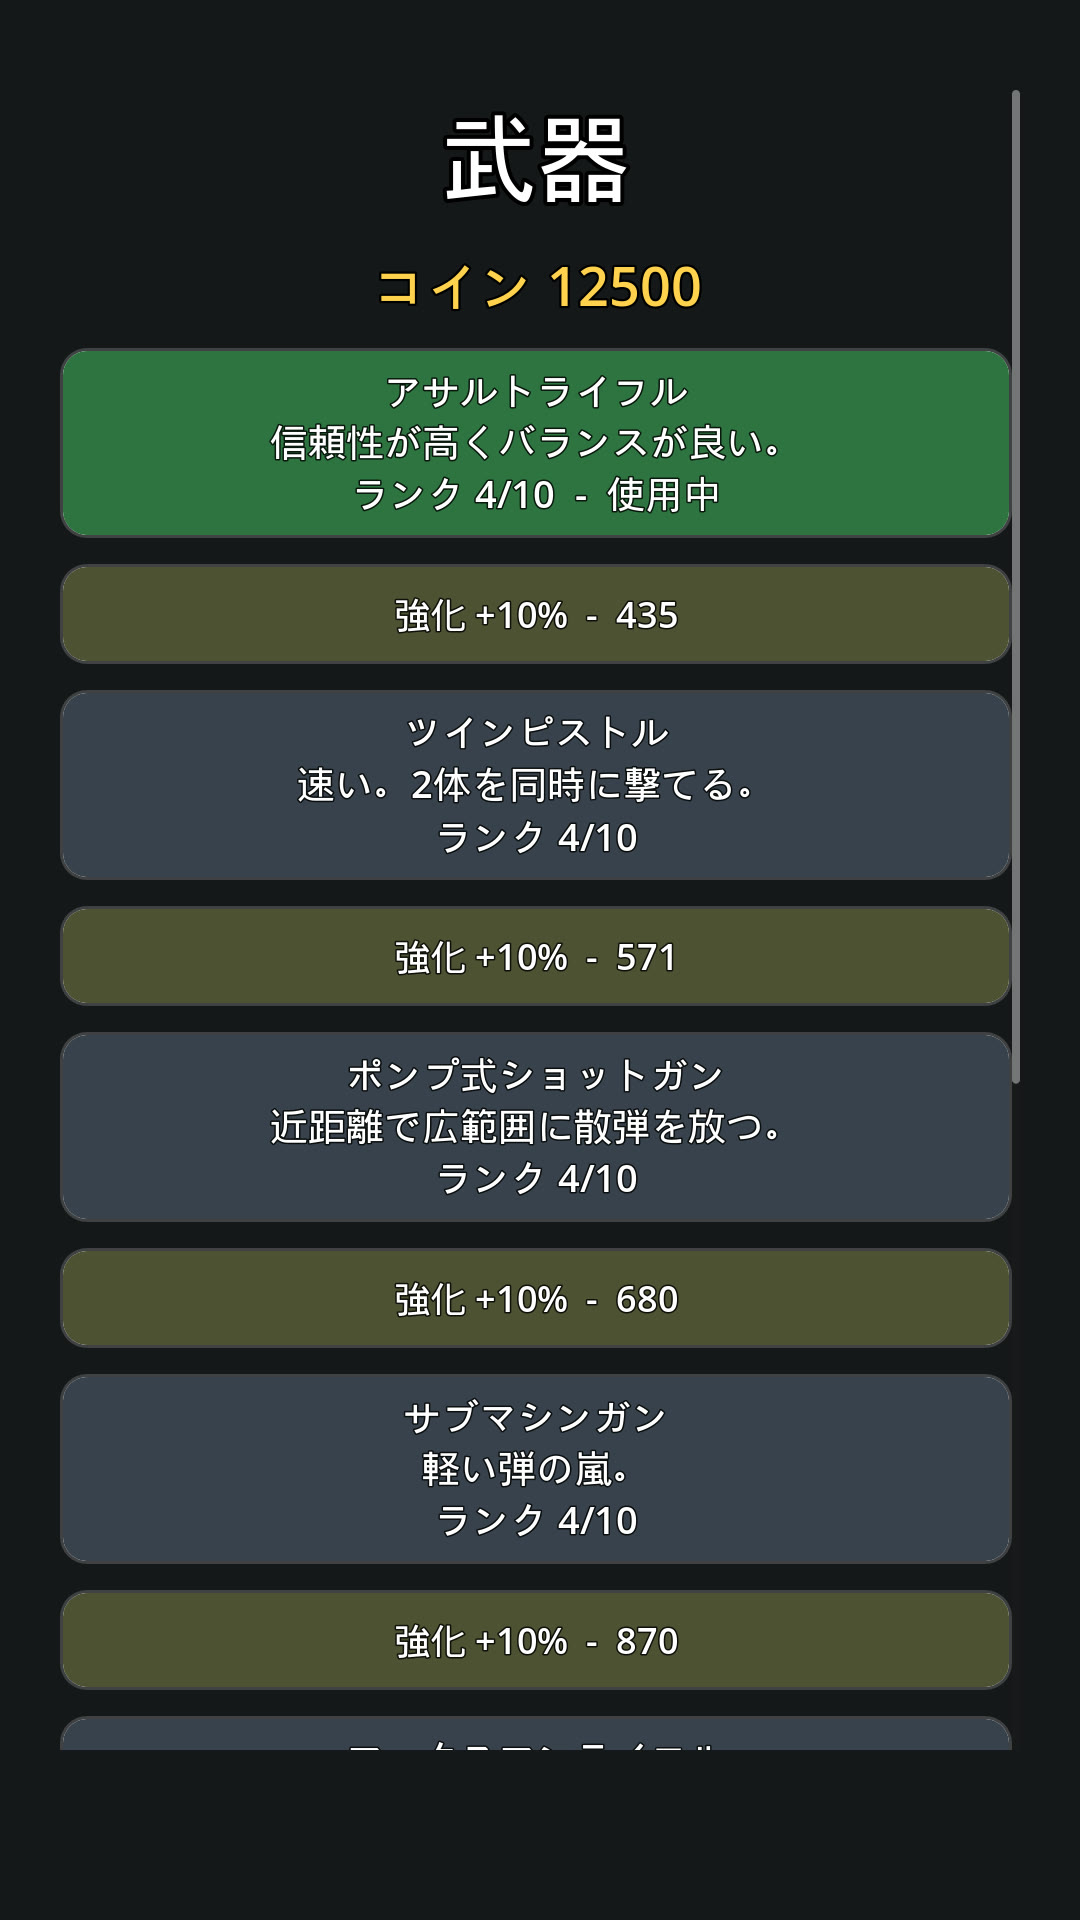 武器
コイン 12500
アサルトライフル
信頼性が高くバランスが良い。
ランク 4/10 - 使用中
強化 +10% - 435
ツインピストル
速い。2体を同時に撃てる。
ランク 4/10
強化 +10% - 571
ポンプ式ショットガン
近距離で広範囲に散弾を放つ。
ランク 4/10
強化 +10% - 680
サブマシンガン
軽い弾の嵐。
ランク 4/10
強化 +10% - 870